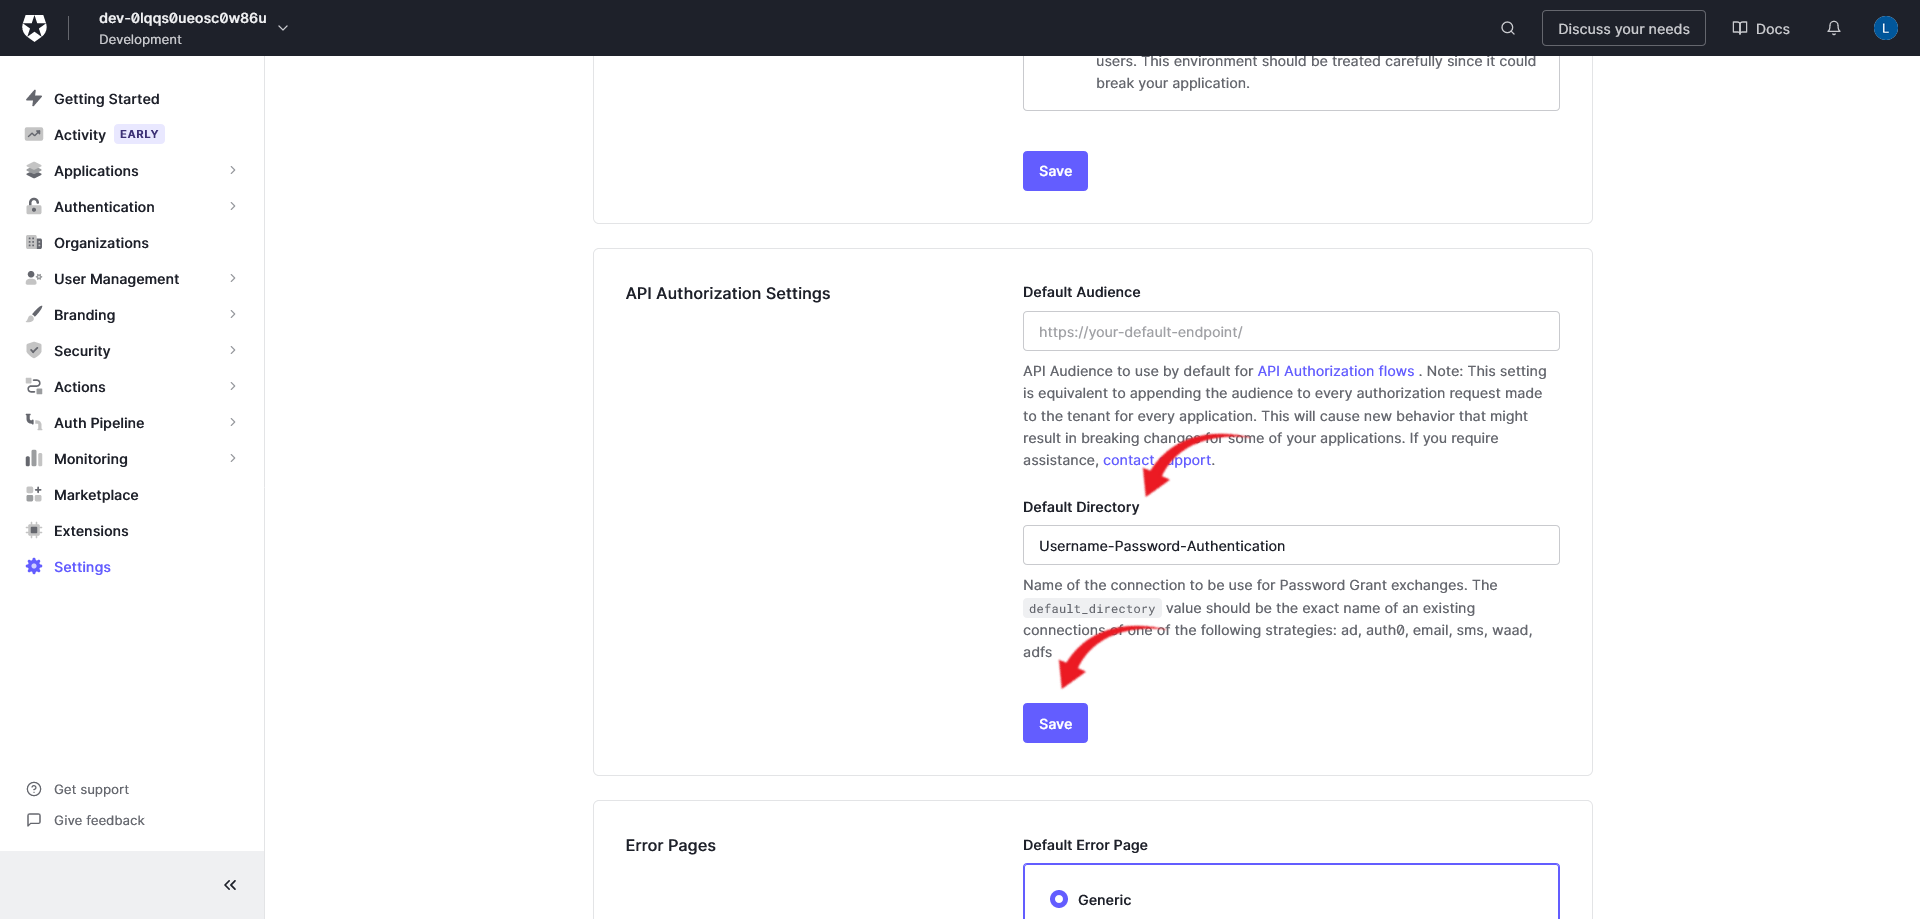 dev-0lqqs0ueosc0w86u
Development
Discuss your needs
Docs
L
Getting Started
Activity EARLY
Applications
Authentication
Organizations
User Management
Branding
Security
Actions
Auth Pipeline
Monitoring
Marketplace
Extensions
Settings
Get support
Give feedback
users. This environment should be treated carefully since it could
break your application.
Save
API Authorization Settings
Default Audience
https://your-default-endpoint/
API Audience to use by default for API Authorization flows . Note: This setting
is equivalent to appending the audience to every authorization request made
to the tenant for every application. This will cause new behavior that might
result in breaking changes for some of your applications. If you require
assistance, contact support.
Default Directory
Username-Password-Authentication
Name of the connection to be use for Password Grant exchanges. The
default_directory value should be the exact name of an existing
connections of one of the following strategies: ad, auth0, email, sms, waad,
adfs
Save
Error Pages
Default Error Page
Generic